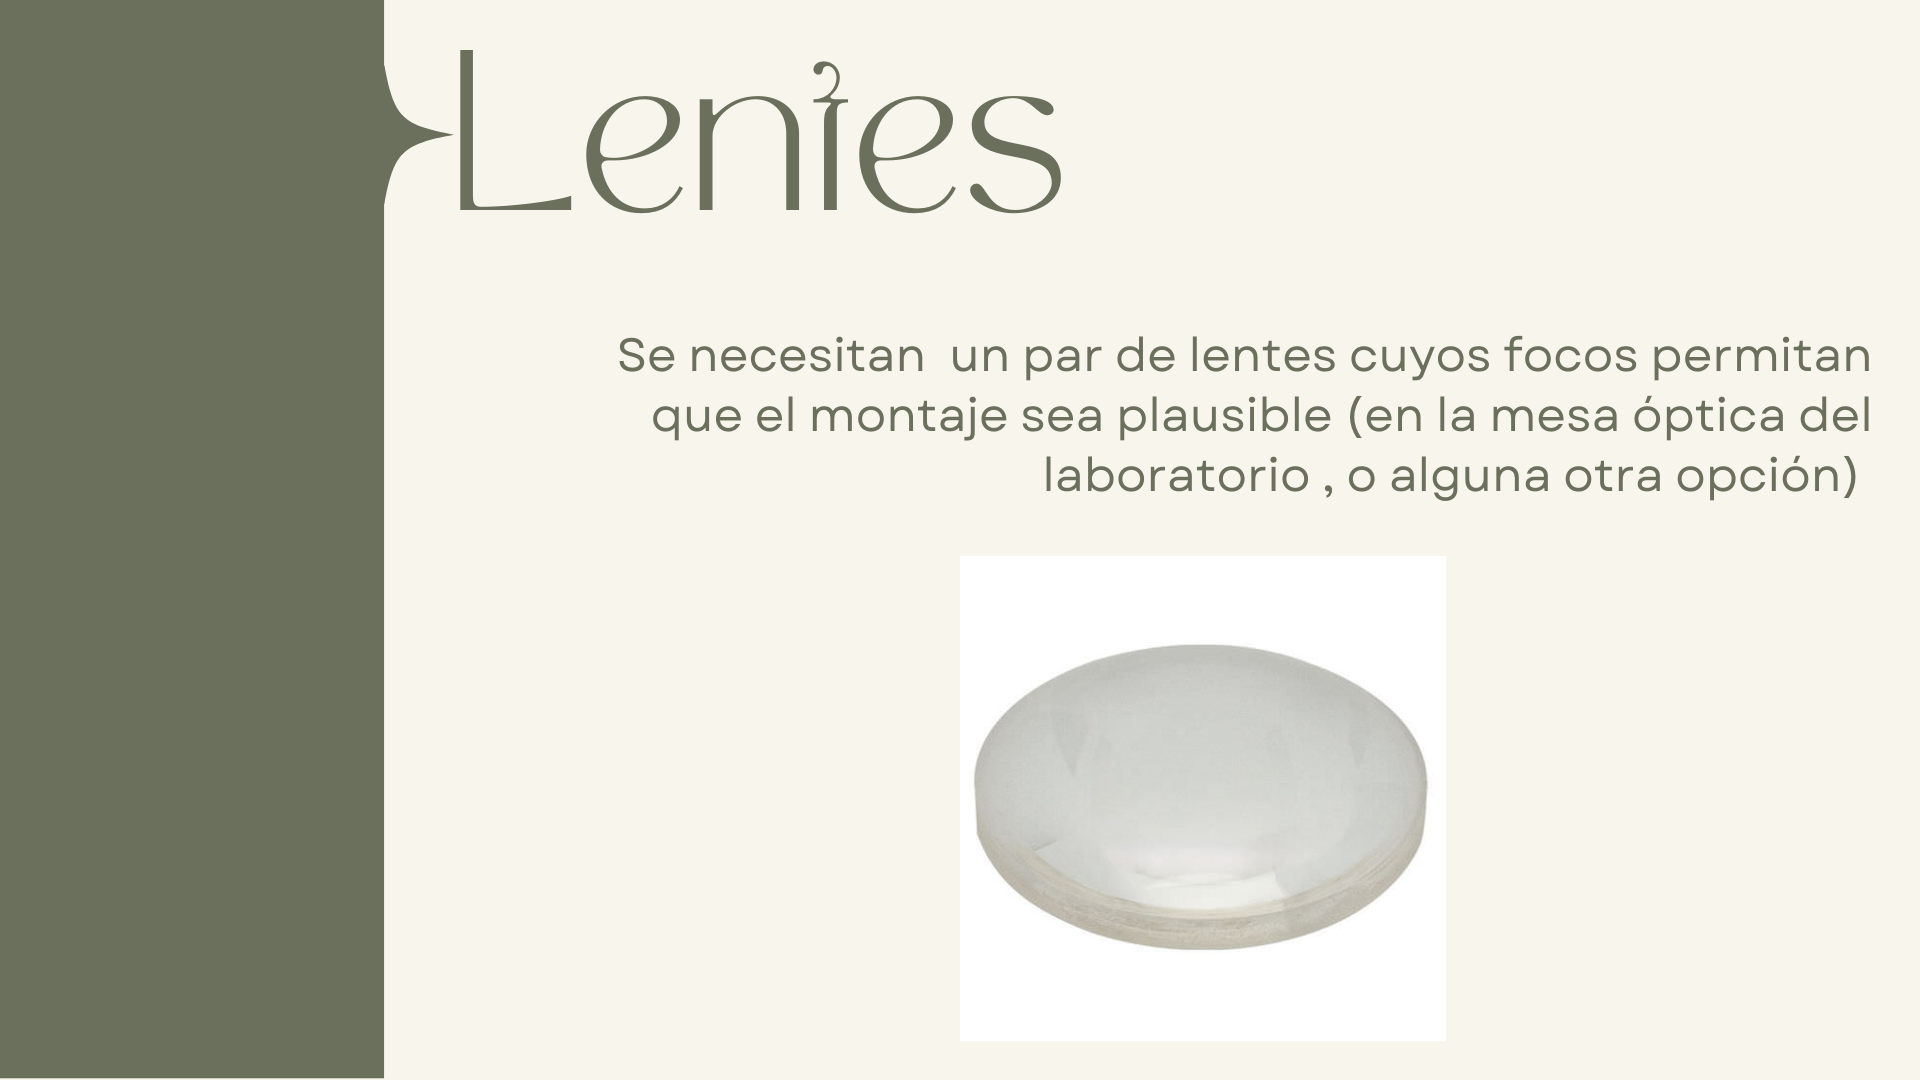 Lentes
Se necesitan  un par de lentes cuyos focos permitan
que el montaje sea plausible (en la mesa óptica del
laboratorio , o alguna otra opción)